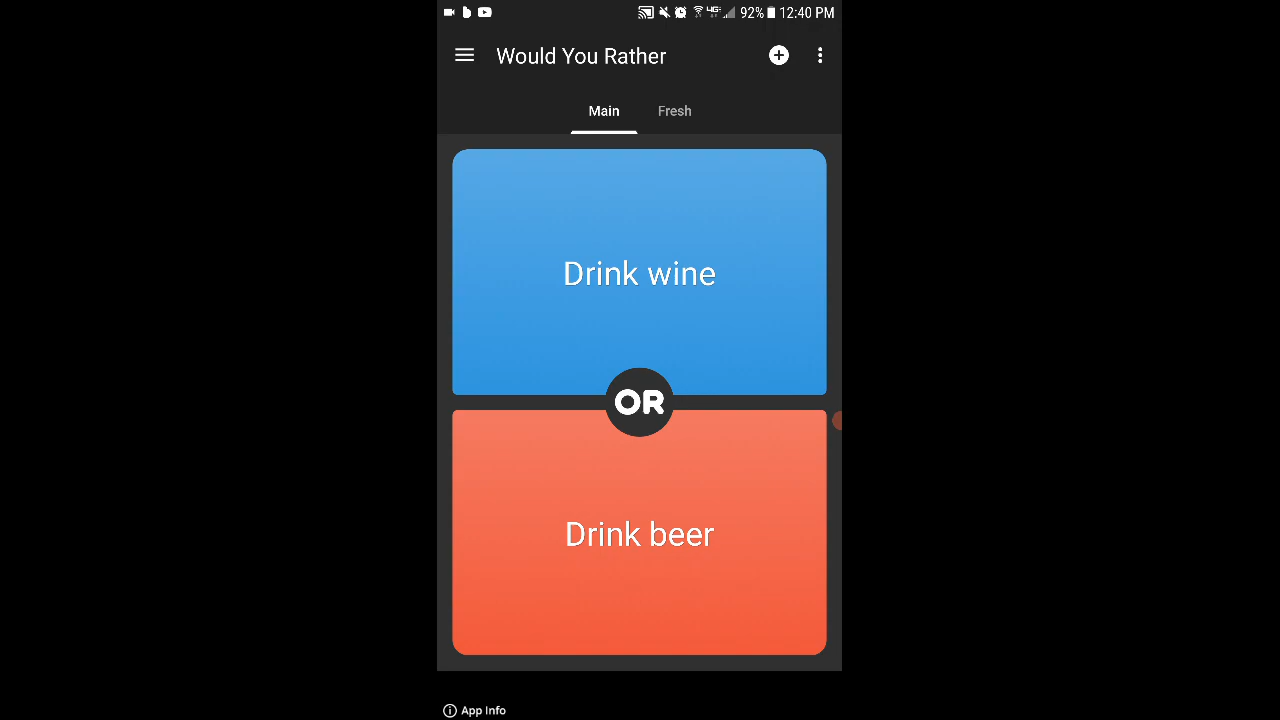 92% 12:40 PM
Would You Rather
Main Fresh
Drink wine
OR
Drink beer
App Info